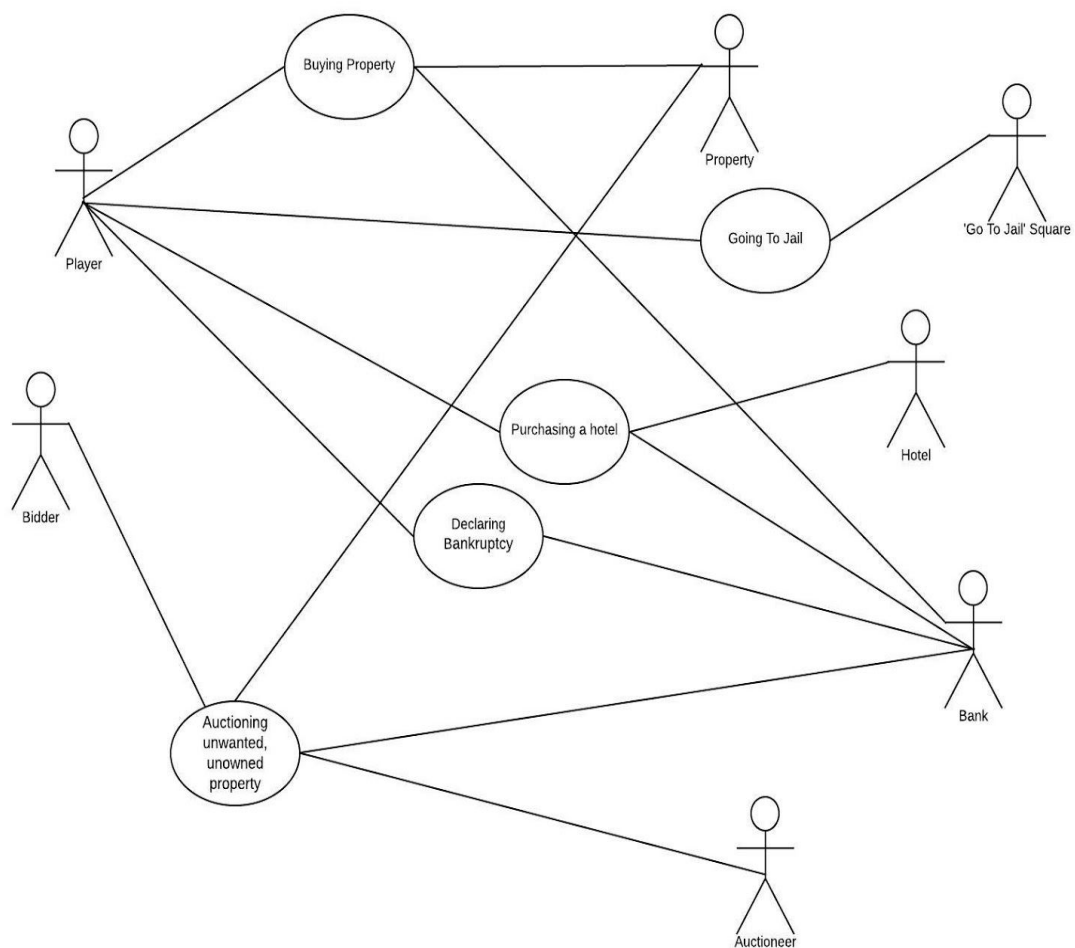 Buying Property
Property
'Go To Jail' Square
Going To Jail
Player
Hotel
Purchasing a hotel
Bidder
Declaring
Bankruptcy
Bank
Auctioning
unwanted,
unowned
property
Auctioneer